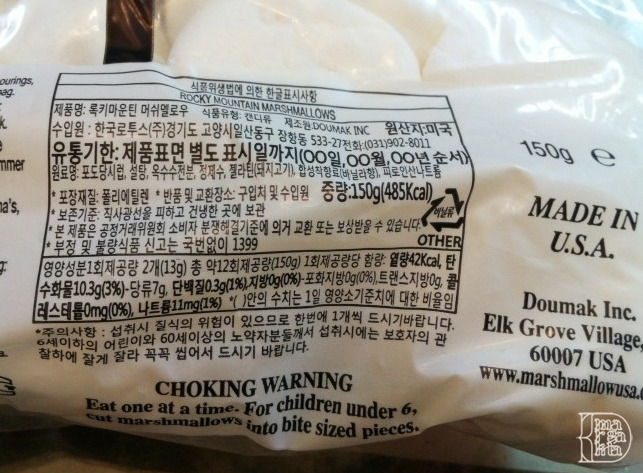 식품위생법에 의한 한글표시사항
ROCKY MOUNTAIN MARSHMALLOWS
제품명: 록키마운틴 머쉬멜로우 식품유형: 캔디류 제조원:DOUMAK INC 원산지:미국
수입원 : 한국로투스(주)경기도 고양시일산동구 장항동 533-27전화:(031)902-8011
유통기한: 제품표면 별도 표시일까지(OO일,OO월,OO년 순서)
원료명: 포도당시럽, 설탕, 옥수수전분, 정제수, 젤라틴(돼지고기), 합성착향료(바닐라향), 피로인산나트륨
* 포장재질: 폴리에틸렌 * 반품 및 교환장소: 구입처 및 수입원 중량:150g(485Kcal)
* 보존기준: 직사광선을 피하고 건냉한 곳에 보관
* 본 제품은 공정거래위원회 소비자 분쟁해결기준에 의거 교환 또는 보상받을 수 있습니다
* 부정 및 불량식품 신고는 국번없이 1399
비닐류
OTHER
영양성분1회제공량 2개(13g) 총 약12회제공량(150g) 1회제공량당 함량: 열량42Kcal, 탄
수화물10.3g(3%)-당류7g, 단백질0.3g(1%),지방0g(0%)-포화지방0g(0%),트랜스지방0g, 콜
레스테롤0mg(0%), 나트륨11mg(1%) *( )안의 수치는 1일 영양소기준치에 대한 비율임
*주의사항 : 섭취시 질식의 위험이 있으므로 한번에 1개씩 드시기바랍니다.
6세이하의 어린이와 60세이상의 노약자분들께서 섭취시에는 보호자의 관
찰하에 잘게 잘라 꼭꼭 씹어서 드시기 바랍니다.
CHOKING WARNING
Eat one at a time. For children under 6,
cut marshmallows into bite sized pieces.
150g e
MADE IN
U.S.A.
Doumak Inc.
Elk Grove Village,
60007 USA
www.marshmallowusa.
ourings,
bag.
k.
mmer
na's,
g: